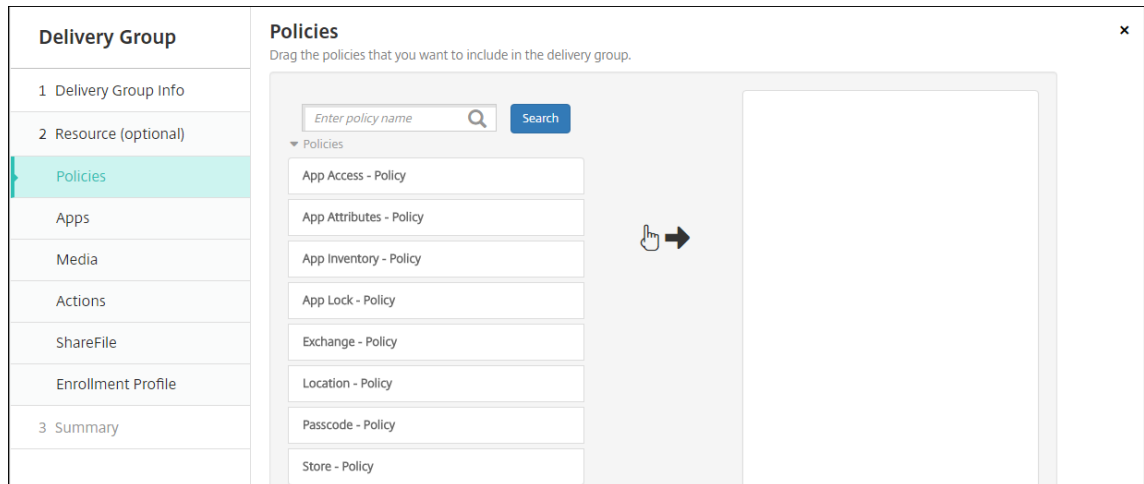 Delivery Group
1 Delivery Group Info
2 Resource (optional)
Policies
Apps
Media
Actions
ShareFile
Enrollment Profile
3 Summary
Policies
×
Drag the policies that you want to include in the delivery group.
Enter policy name
Search
Policies
App Access - Policy
App Attributes - Policy
App Inventory - Policy
App Lock - Policy
Exchange - Policy
Location - Policy
Passcode - Policy
Store - Policy